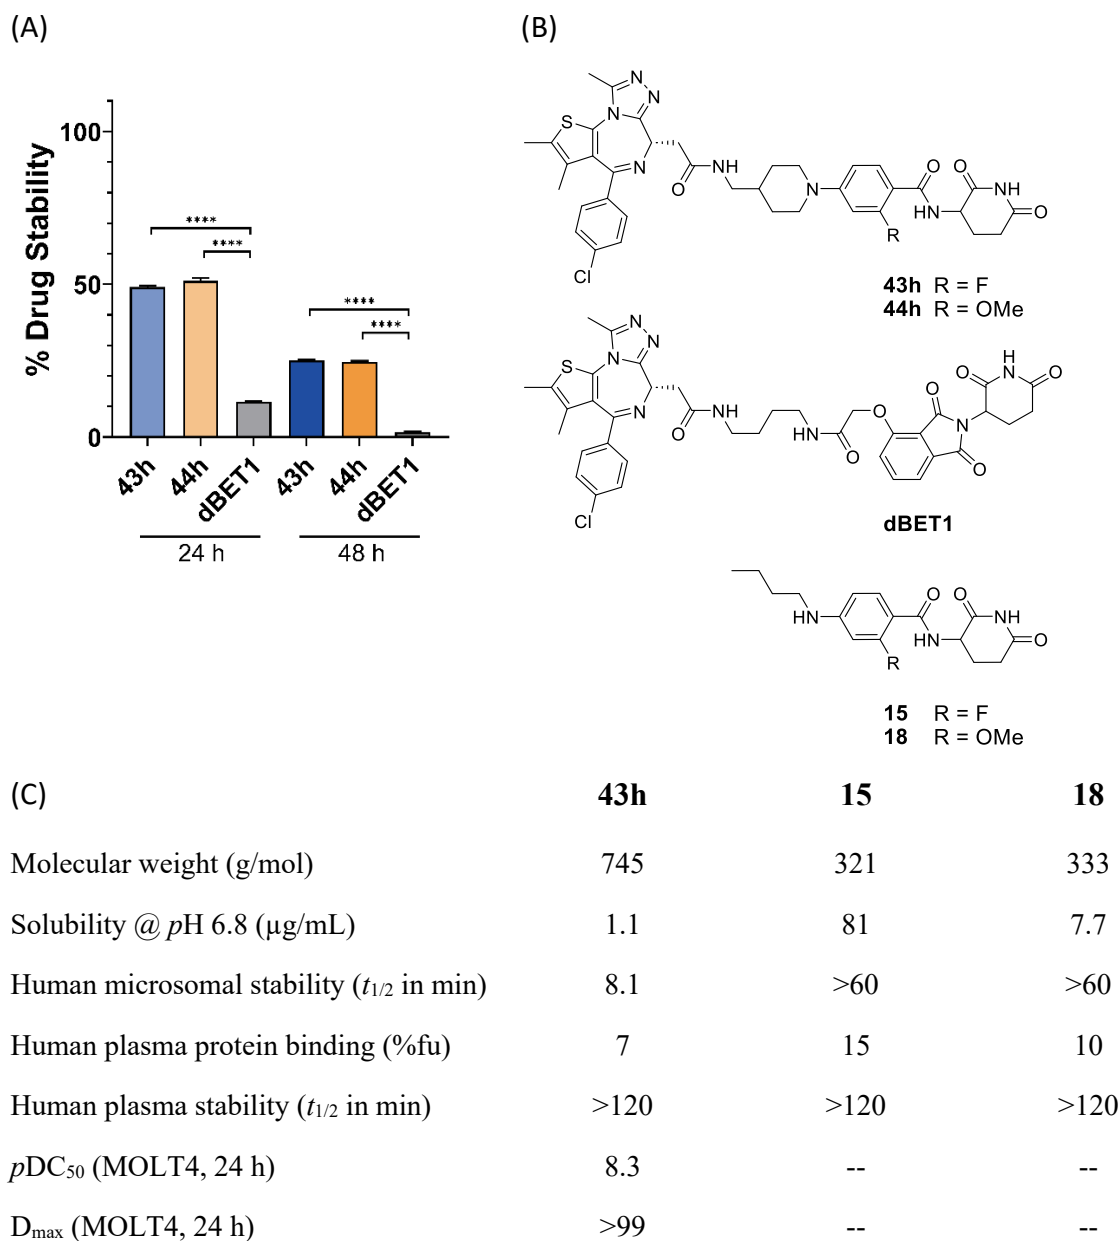 (A)
100
50
0
% Drug Stability
****
****
****
****
43h 44h dBET1 43h 44h dBET1
24 h 48 h
(B)
N
N
N
S
N
O
NH
N
R
O
HN
O
NH
O
Cl
43h R = F
44h R = OMe
N
N
N
S
N
O
NH
NH
O
O
O
N
O
O
H
N
O
Cl
dBET1
HN
R
O
HN
O
NH
O
15 R = F
18 R = OMe
(C) 43h 15 18
Molecular weight (g/mol) 745 321 333
Solubility @ pH 6.8 (µg/mL) 1.1 81 7.7
Human microsomal stability (t1/2 in min) 8.1 >60 >60
Human plasma protein binding (%fu) 7 15 10
Human plasma stability (t1/2 in min) >120 >120 >120
pDC50 (MOLT4, 24 h) 8.3 -- --
Dmax (MOLT4, 24 h) >99 -- --